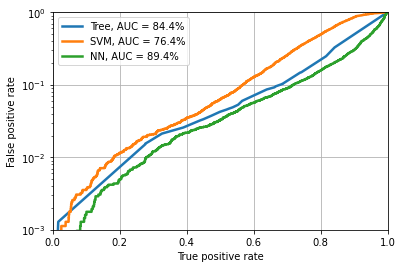 10⁰
Tree, AUC = 84.4%
SVM, AUC = 76.4%
NN, AUC = 89.4%
10⁻¹
False positive rate
10⁻²
10⁻³
0.0 0.2 0.4 0.6 0.8 1.0
True positive rate